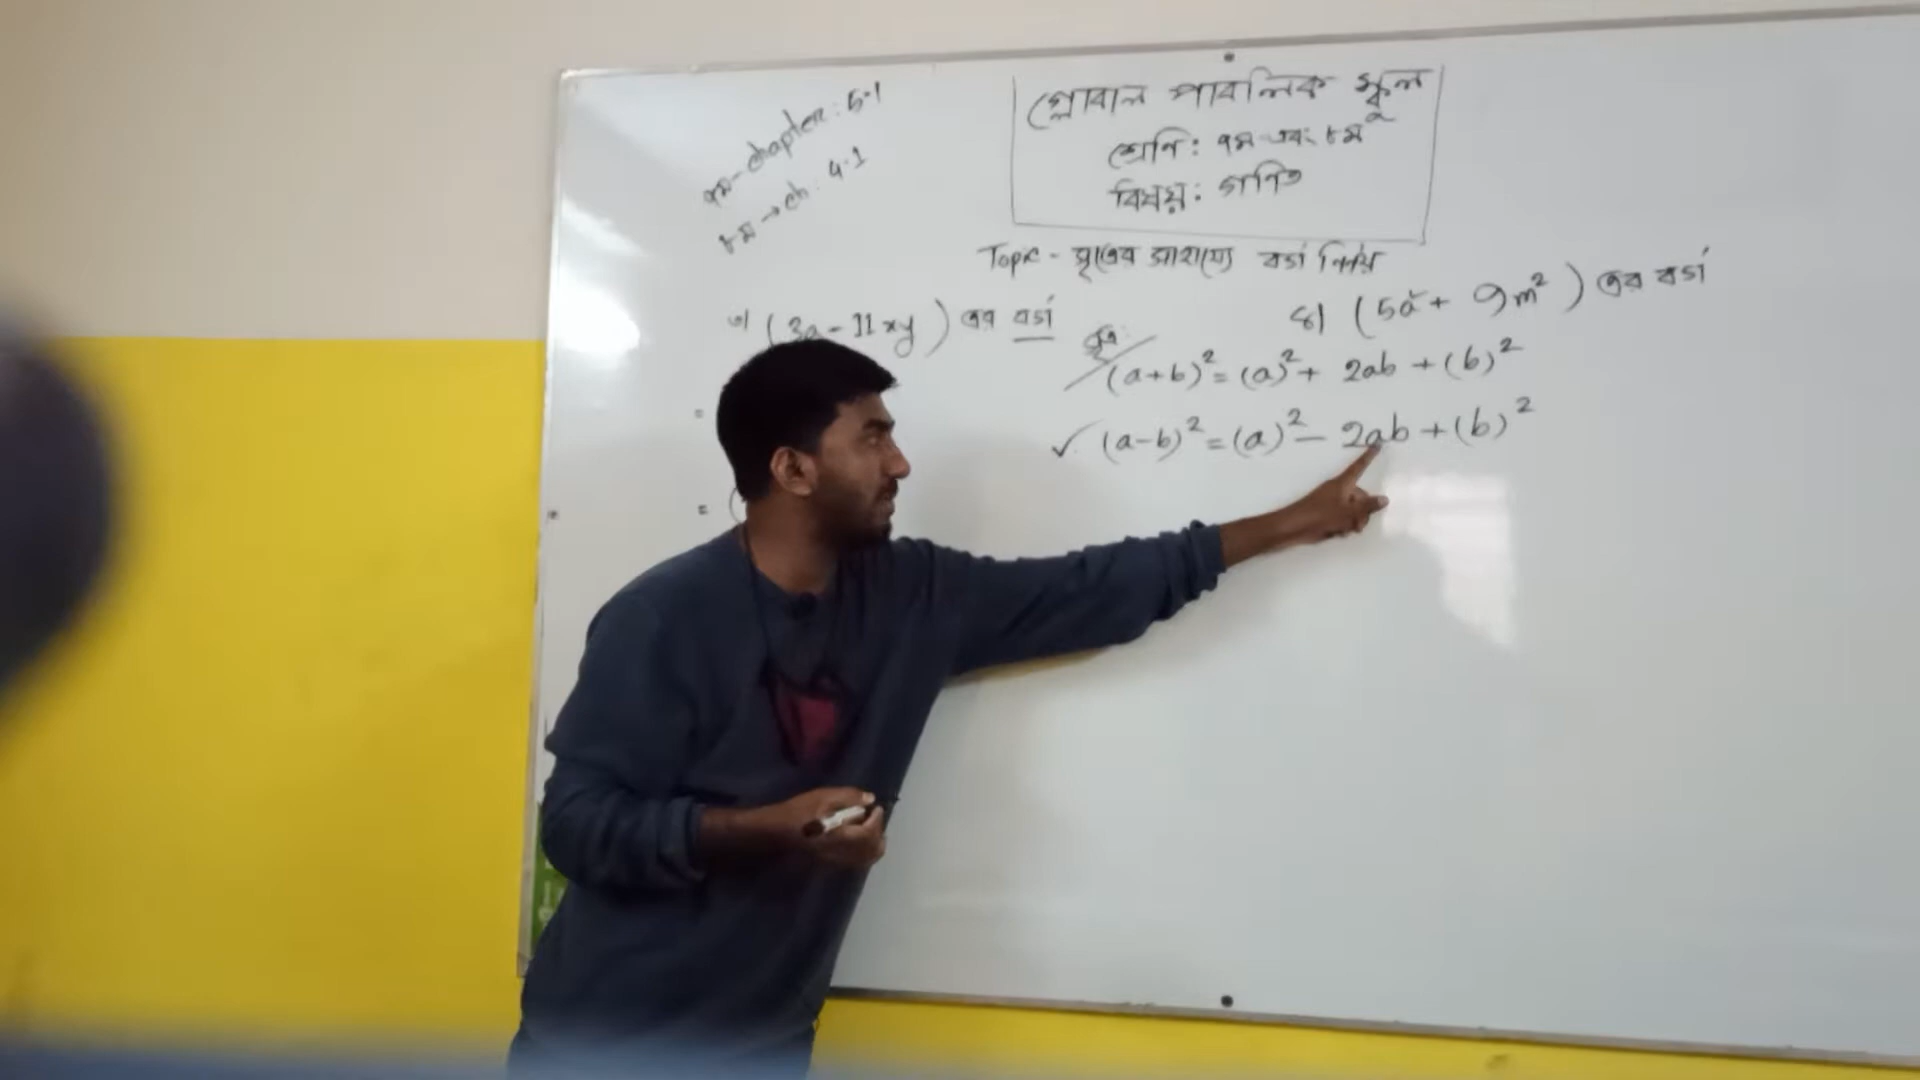 গ্লোবাল পাবলিক স্কুল
শ্রেণি: ৭ম এবং ৮ম
বিষয়: গণিত
৭ম - chapter: 5.1
৮ম → ch: 4.1
Topic - সূত্রের সাহায্যে বর্গ নির্ণয়
৩। (3a - 11xy) এর বর্গ
=
= (
৪। (5a² + 9m²) এর বর্গ
সূত্র:
(a+b)² = (a)² + 2ab + (b)²
✓. (a-b)² = (a)² - 2ab + (b)²